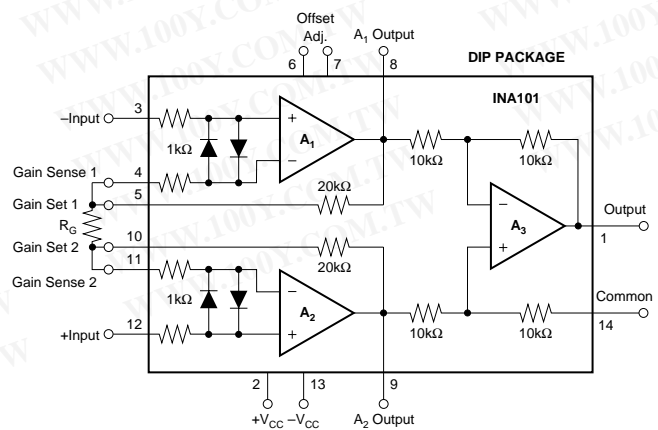 Offset
Adj.
A1 Output
6
7
8
DIP PACKAGE
INA101
–Input
3
1kΩ
+
A1
–
10kΩ
10kΩ
Gain Sense 1
4
Gain Set 1
5
20kΩ
RG
–
A3
+
Output
1
Gain Set 2
10
20kΩ
Gain Sense 2
11
1kΩ
–
A2
+
Common
14
10kΩ
10kΩ
+Input
12
2
13
9
+VCC
–VCC
A2 Output
WWW.100Y.COM.TW